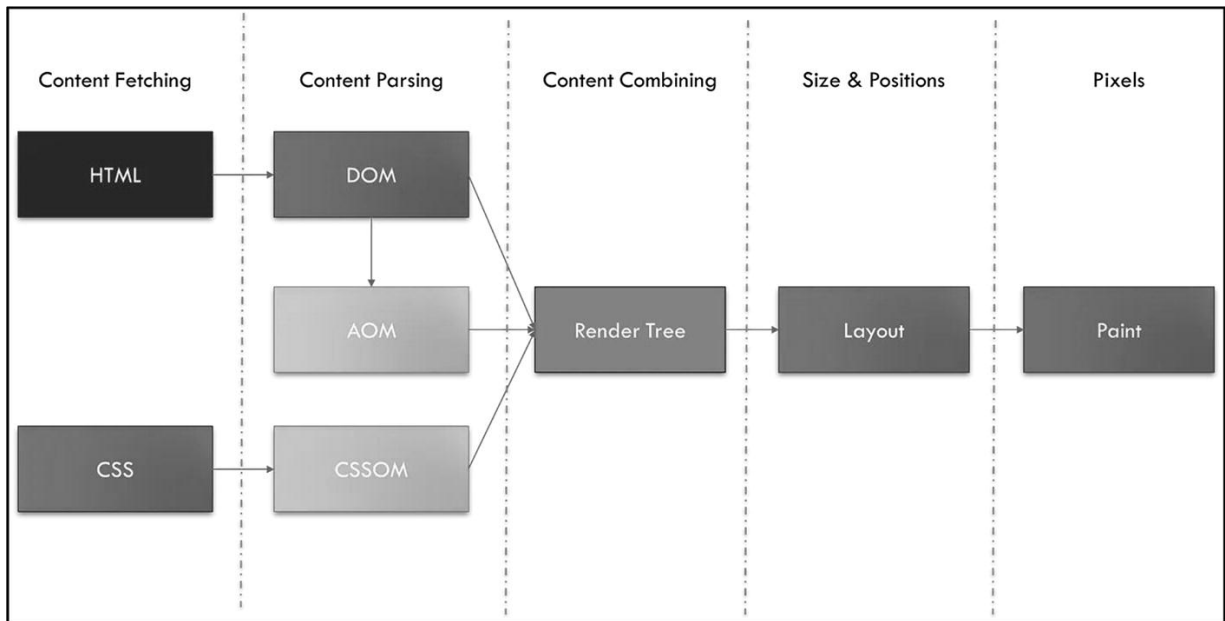 Content Fetching
Content Parsing
Content Combining
Size & Positions
Pixels
HTML
DOM
AOM
Render Tree
Layout
Paint
CSS
CSSOM